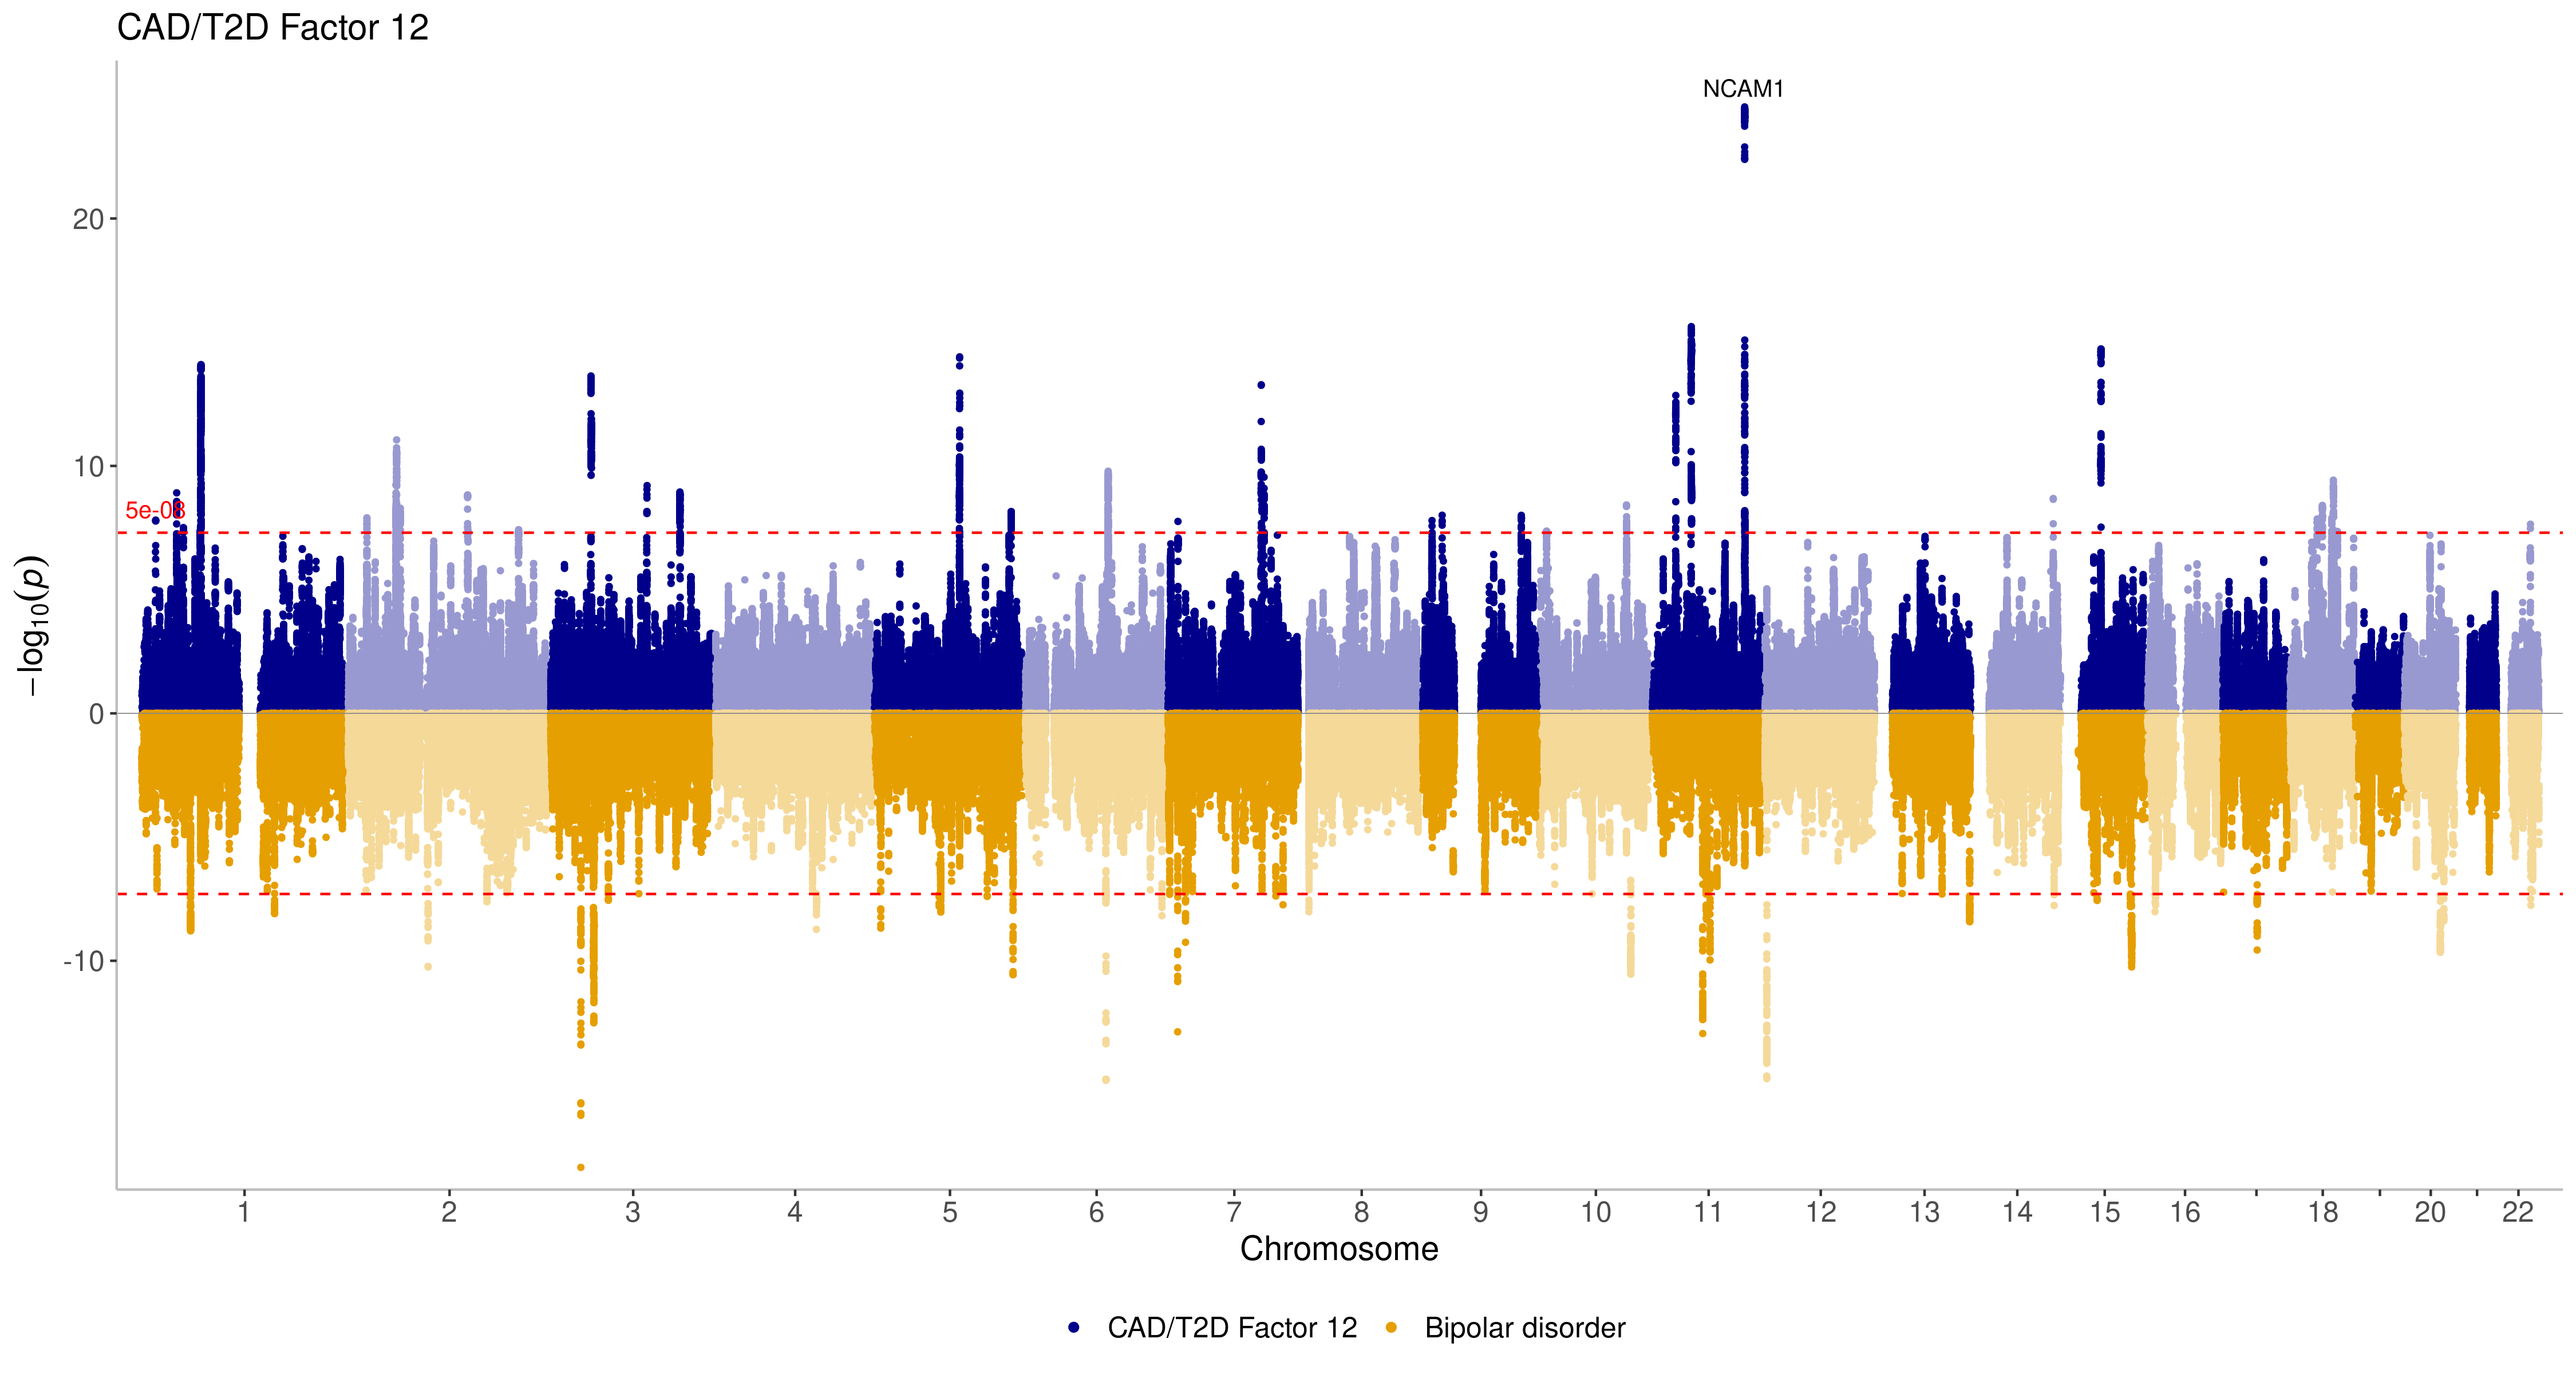 CAD/T2D Factor 12
NCAM1
20
10
5e-08
0
-10
−log10(p)
1 2 3 4 5 6 7 8 9 10 11 12 13 14 15 16 18 20 22
Chromosome
CAD/T2D Factor 12 Bipolar disorder